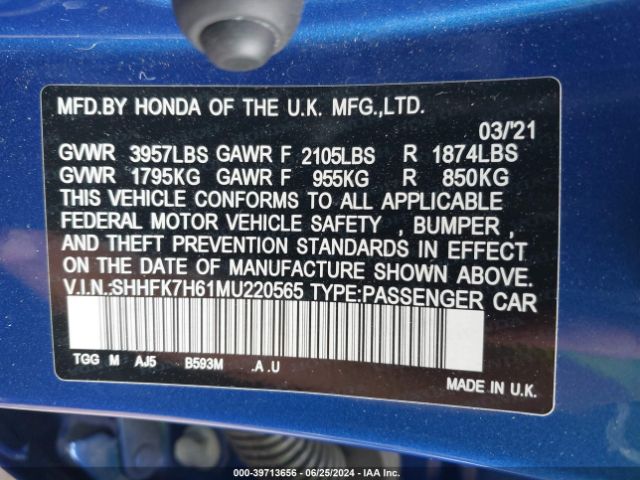 MFD.BY HONDA OF THE U.K. MFG.,LTD.
03/'21
GVWR 3957LBS GAWR F 2105LBS R 1874LBS
GVWR 1795KG GAWR F 955KG R 850KG
THIS VEHICLE CONFORMS TO ALL APPLICABLE
FEDERAL MOTOR VEHICLE SAFETY , BUMPER ,
AND THEFT PREVENTION STANDARDS IN EFFECT
ON THE DATE OF MANUFACTURE SHOWN ABOVE.
V.I.N.:SHHFK7H61MU220565 TYPE:PASSENGER CAR
TGG M AJ5 B593M .A .U
MADE IN U.K.
000-39713656 - 06/25/2024 - IAA Inc.